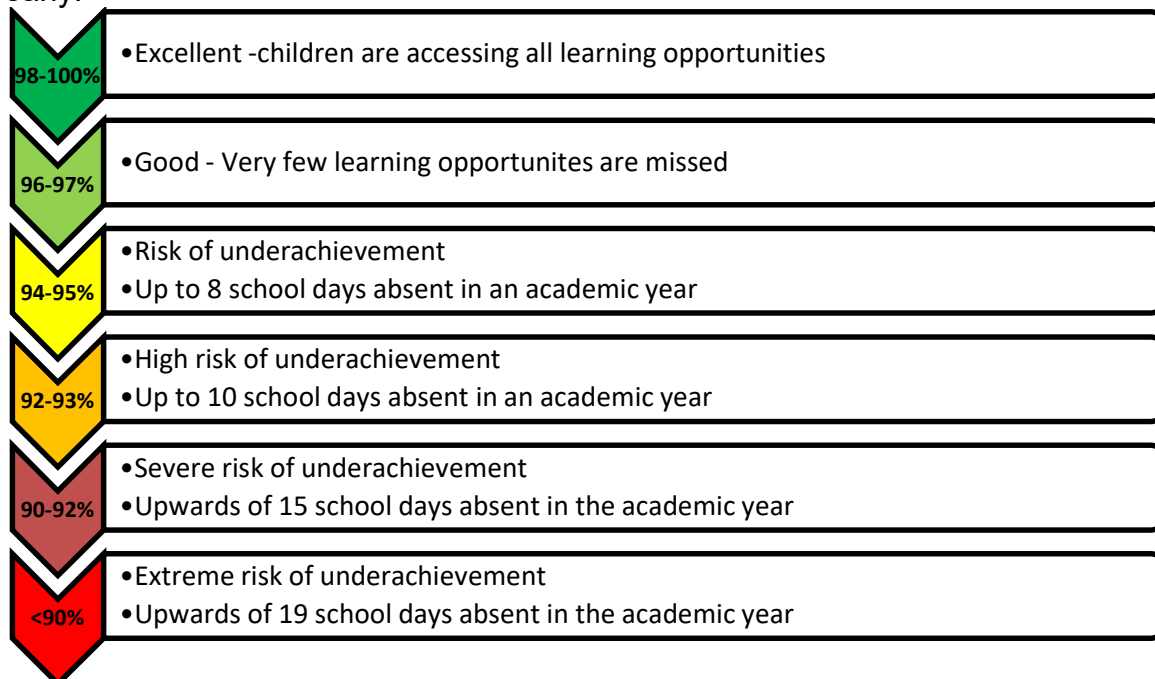 98-100%
•Excellent -children are accessing all learning opportunities
96-97%
•Good - Very few learning opportunites are missed
94-95%
•Risk of underachievement
•Up to 8 school days absent in an academic year
92-93%
•High risk of underachievement
•Up to 10 school days absent in an academic year
90-92%
•Severe risk of underachievement
•Upwards of 15 school days absent in the academic year
<90%
•Extreme risk of underachievement
•Upwards of 19 school days absent in the academic year